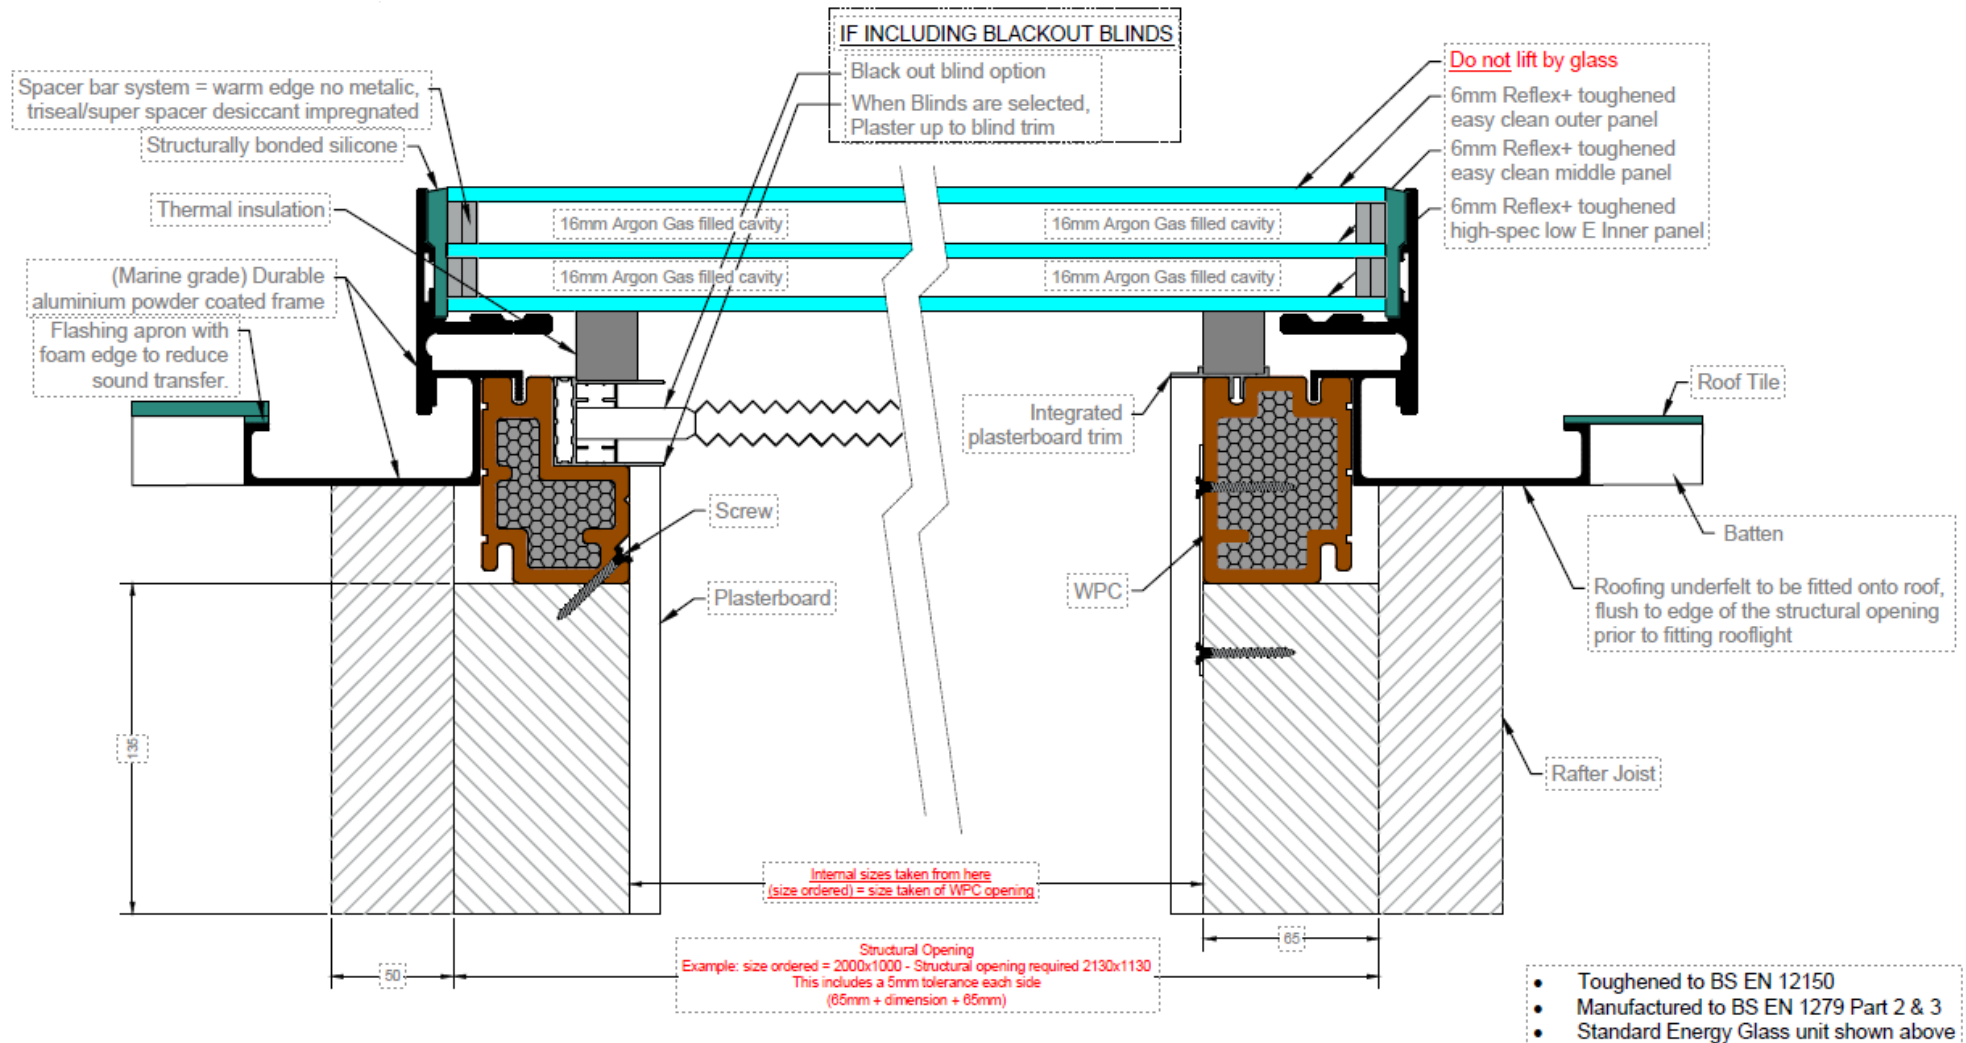 IF INCLUDING BLACKOUT BLINDS
Black out blind option
When Blinds are selected,
Plaster up to blind trim
Spacer bar system = warm edge no metalic,
triseal/super spacer desiccant impregnated
Structurally bonded silicone
Thermal insulation
(Marine grade) Durable
aluminium powder coated frame
Flashing apron with
foam edge to reduce
sound transfer.
Do not lift by glass
6mm Reflex+ toughened
easy clean outer panel
6mm Reflex+ toughened
easy clean middle panel
6mm Reflex+ toughened
high-spec low E Inner panel
16mm Argon Gas filled cavity
16mm Argon Gas filled cavity
16mm Argon Gas filled cavity
16mm Argon Gas filled cavity
Roof Tile
Integrated
plasterboard trim
Screw
Batten
Plasterboard
WPC
Roofing underfelt to be fitted onto roof,
flush to edge of the structural opening
prior to fitting rooflight
135
Rafter Joist
Internal sizes taken from here
(size ordered) = size taken of WPC opening
65
50
Structural Opening
Example: size ordered = 2000x1000 - Structural opening required 2130x1130
This includes a 5mm tolerance each side
(65mm + dimension + 65mm)
• Toughened to BS EN 12150
• Manufactured to BS EN 1279 Part 2 & 3
• Standard Energy Glass unit shown above